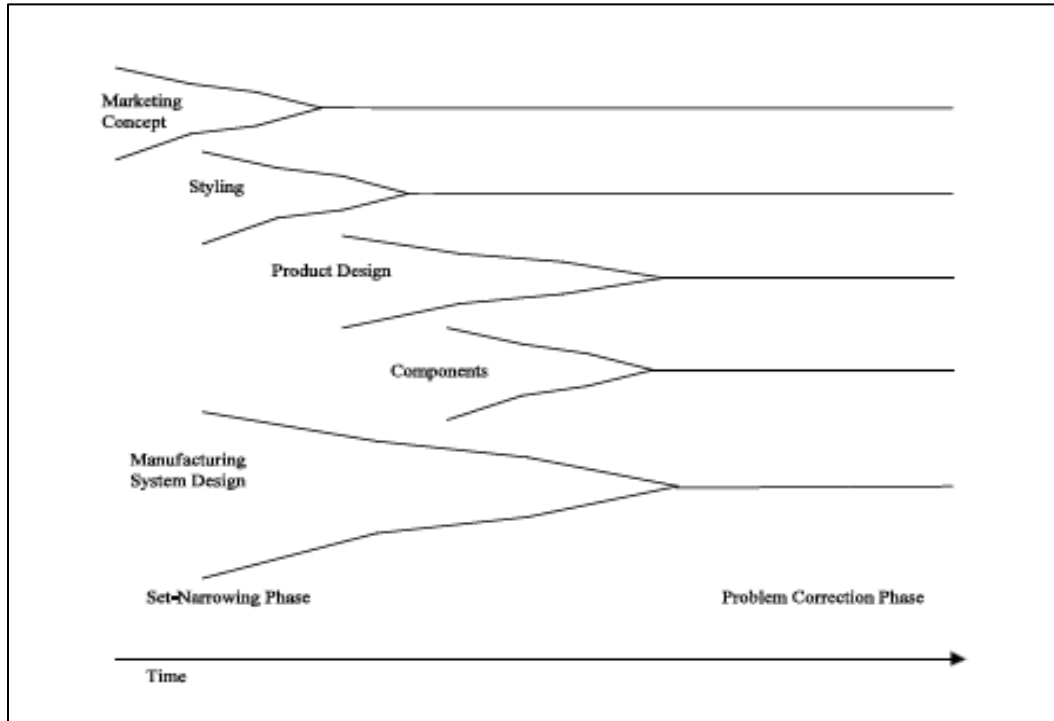 Marketing
Concept
Styling
Product Design
Components
Manufacturing
System Design
Set-Narrowing Phase
Problem Correction Phase
Time